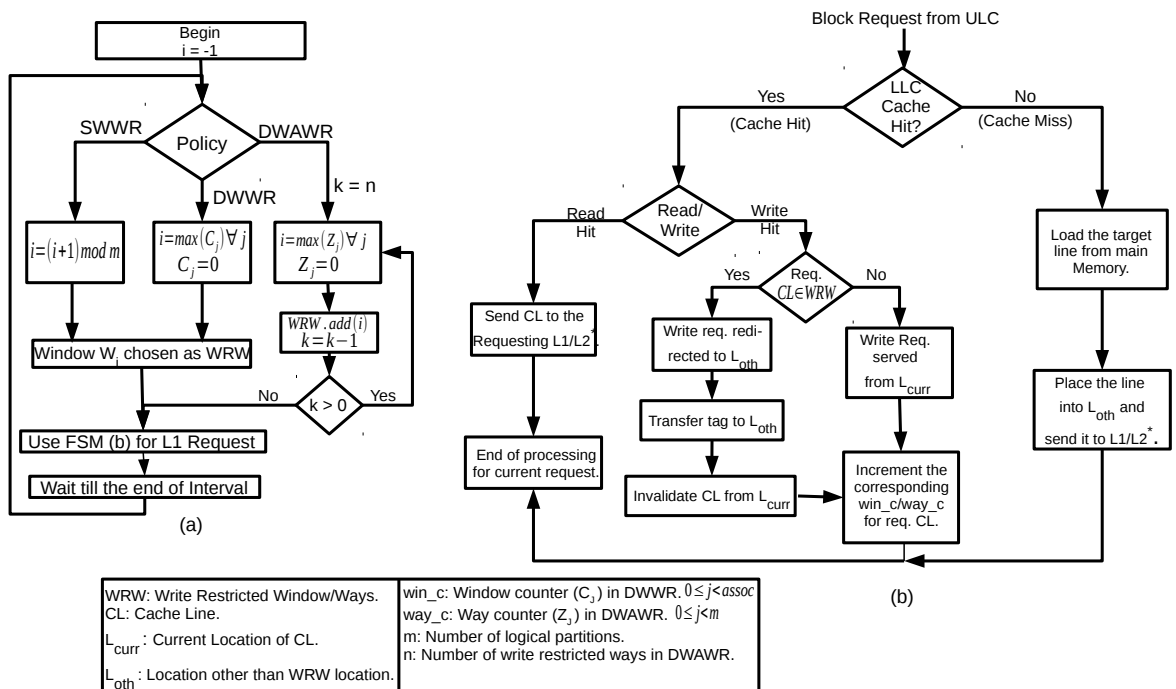 Begin
i = -1
Policy
SWWR
DWAWR
DWWR
k = n
i=(i+1) mod m
i=max(C_j)∀ j
C_j=0
i=max(Z_j)∀ j
Z_j=0
WRW.add(i)
k=k−1
Window W_i chosen as WRW
k > 0
No
Yes
Use FSM (b) for L1 Request
Wait till the end of Interval
(a)
Block Request from ULC
LLC
Cache
Hit?
Yes
(Cache Hit)
No
(Cache Miss)
Read/
Write
Read
Hit
Write
Hit
Req.
CL∈WRW
Yes
No
Send CL to the
Requesting L1/L2*.
End of processing
for current request.
Write req. redi-
rected to L_oth
Transfer tag to L_oth
Invalidate CL from L_curr
Write Req.
served
from L_curr
Increment the
corresponding
win_c/way_c
for req. CL.
Load the target
line from main
Memory.
Place the line
into L_oth and
send it to L1/L2*.
(b)
WRW: Write Restricted Window/Ways.
CL: Cache Line.
L_curr : Current Location of CL.
L_oth : Location other than WRW location.
win_c: Window counter (C_J) in DWWR. 0≤ j<assoc
way_c: Way counter (Z_J) in DWAWR. 0≤ j<m
m: Number of logical partitions.
n: Number of write restricted ways in DWAWR.